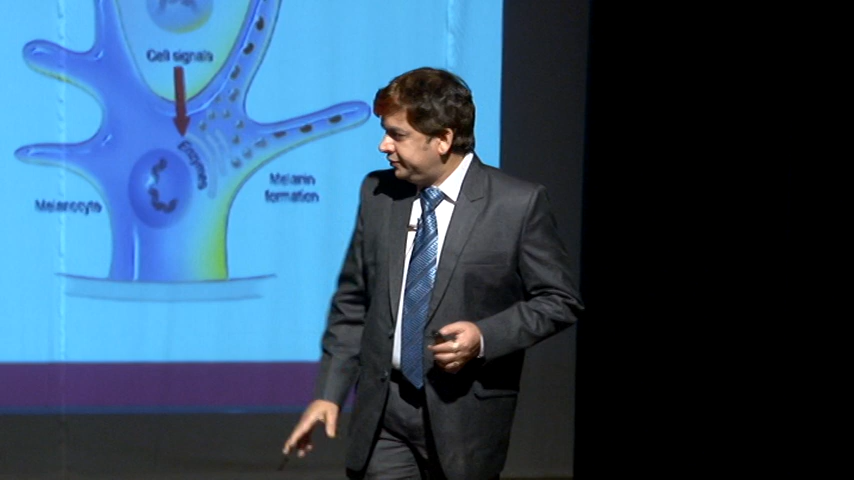 Cell signals
Enzymes
Melanocyte
Melanin
formation